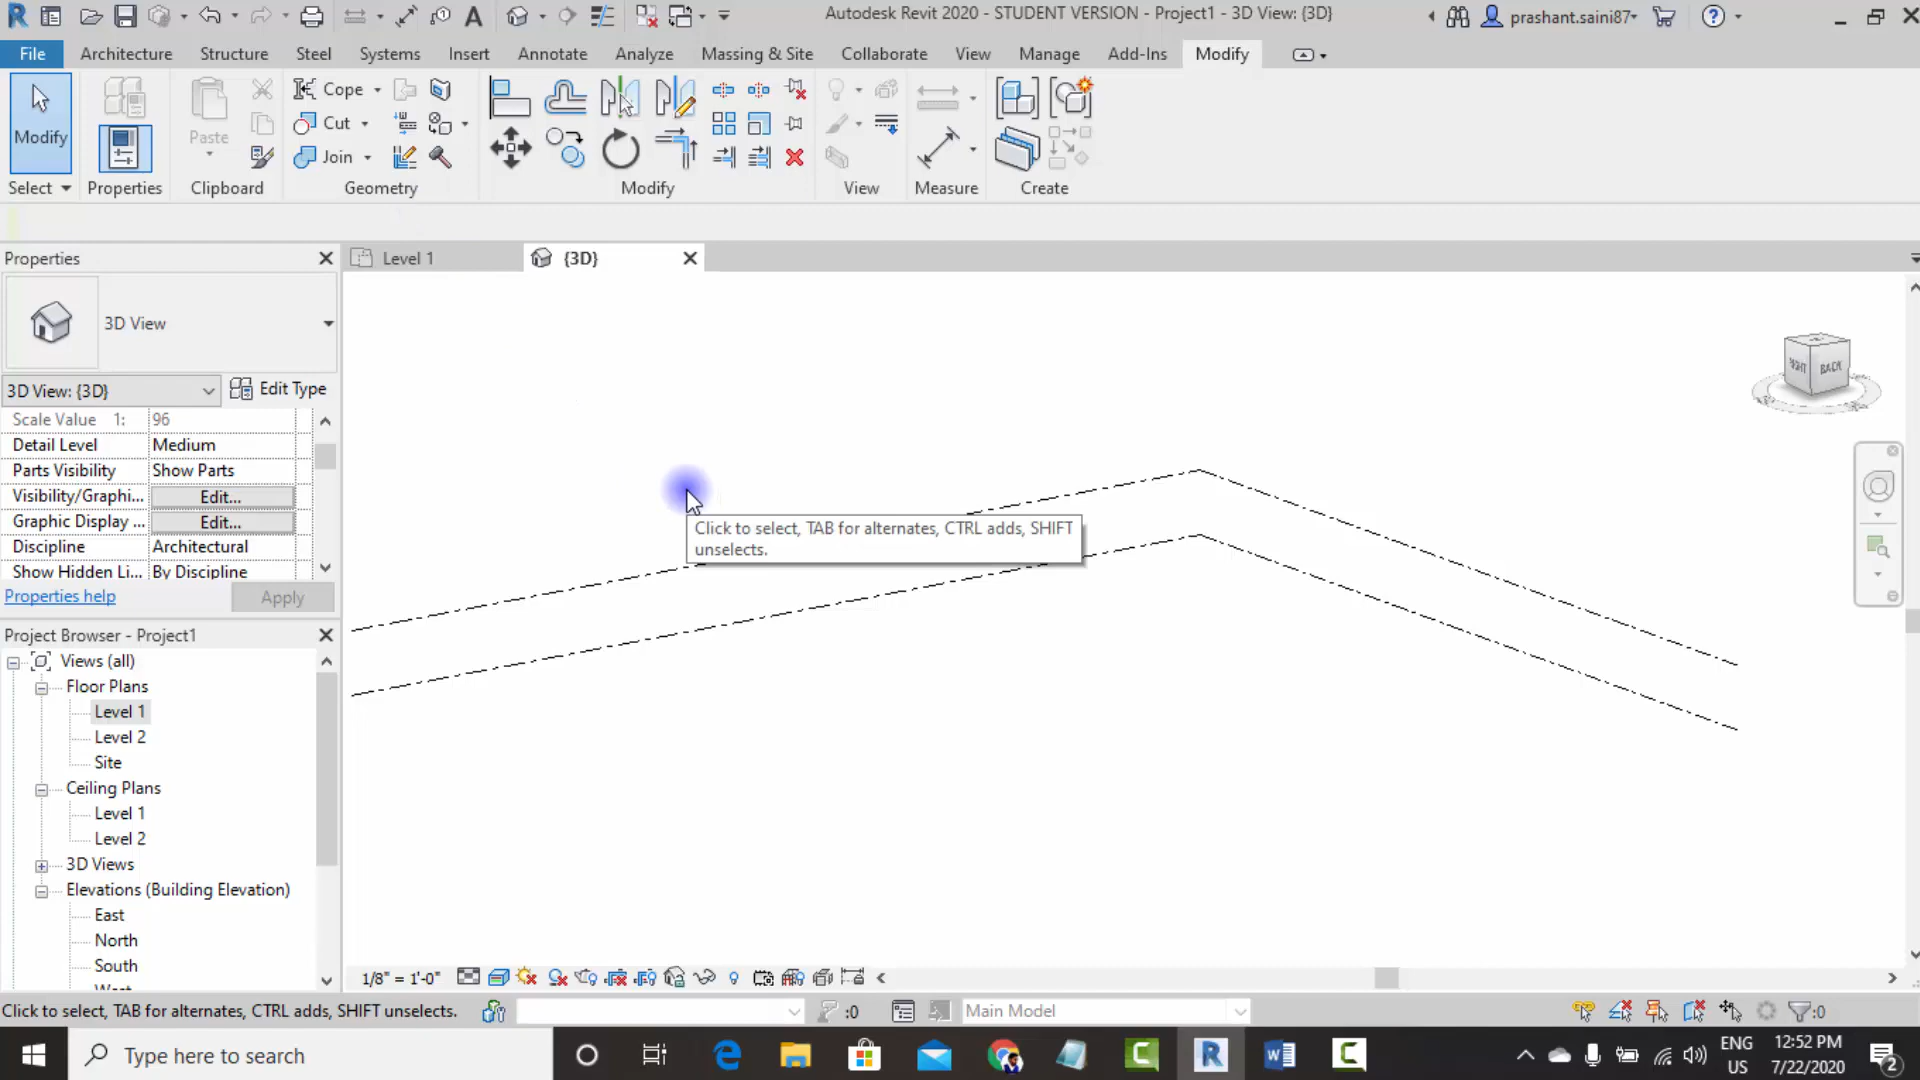 Autodesk Revit 2020 - STUDENT VERSION - Project1 - 3D View: {3D}
prashant.saini87
File
Architecture
Structure
Steel
Systems
Insert
Annotate
Analyze
Massing & Site
Collaborate
View
Manage
Add-Ins
Modify
Modify
Paste
Cope
Cut
Join
Select
Properties
Clipboard
Geometry
Modify
View
Measure
Create
Properties
Level 1
{3D}
3D View
3D View: {3D}
Edit Type
Scale Value 1:
96
Detail Level
Medium
Parts Visibility
Show Parts
Visibility/Graphi...
Edit...
Graphic Display ...
Edit...
Discipline
Architectural
Show Hidden Li...
By Discipline
Properties help
Apply
RIGHT
BACK
Click to select, TAB for alternates, CTRL adds, SHIFT
unselects.
Project Browser - Project1
Views (all)
Floor Plans
Level 1
Level 2
Site
Ceiling Plans
Level 1
Level 2
3D Views
Elevations (Building Elevation)
East
North
South
1/8" = 1'-0"
Click to select, TAB for alternates, CTRL adds, SHIFT unselects.
:0
Main Model
:0
Type here to search
ENG
US
12:52 PM
7/22/2020
2